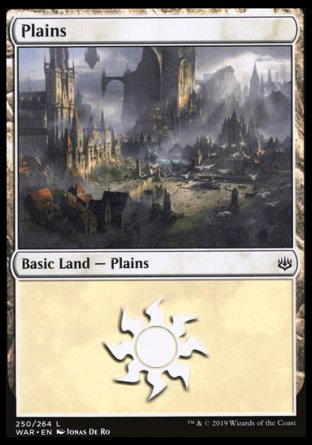 Plains
Basic Land — Plains
250/264 L
WAR • EN Jonas De Ro
™ & © 2019 Wizards of the Coast